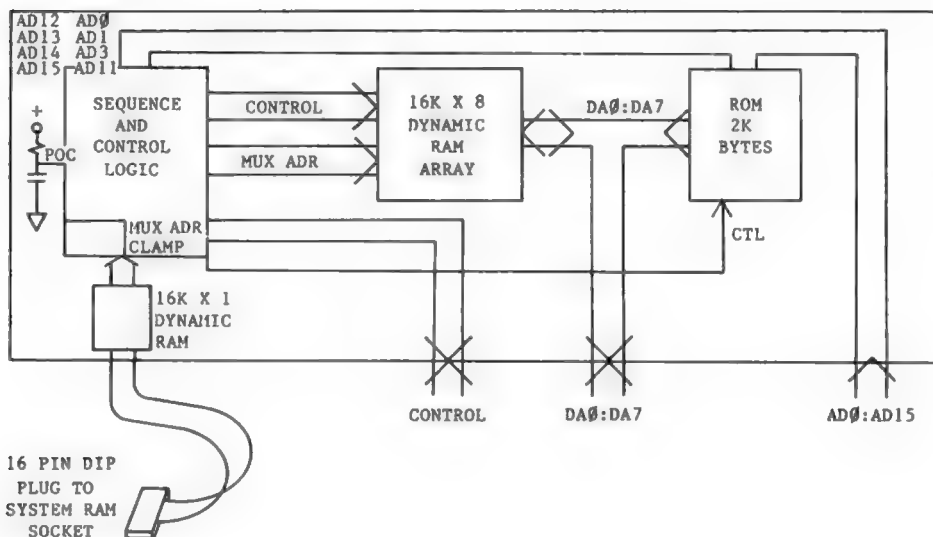 AD12 ADØ
AD13 AD1
AD14 AD3
AD15 AD11
SEQUENCE
AND
CONTROL
LOGIC
+
POC
CONTROL
MUX ADR
16K X 8
DYNAMIC
RAM
ARRAY
DAØ:DA7
ROM
2K
BYTES
MUX ADR
CLAMP
CTL
16K X 1
DYNAMIC
RAM
CONTROL
DAØ:DA7
ADØ:AD15
16 PIN DIP
PLUG TO
SYSTEM RAM
SOCKET